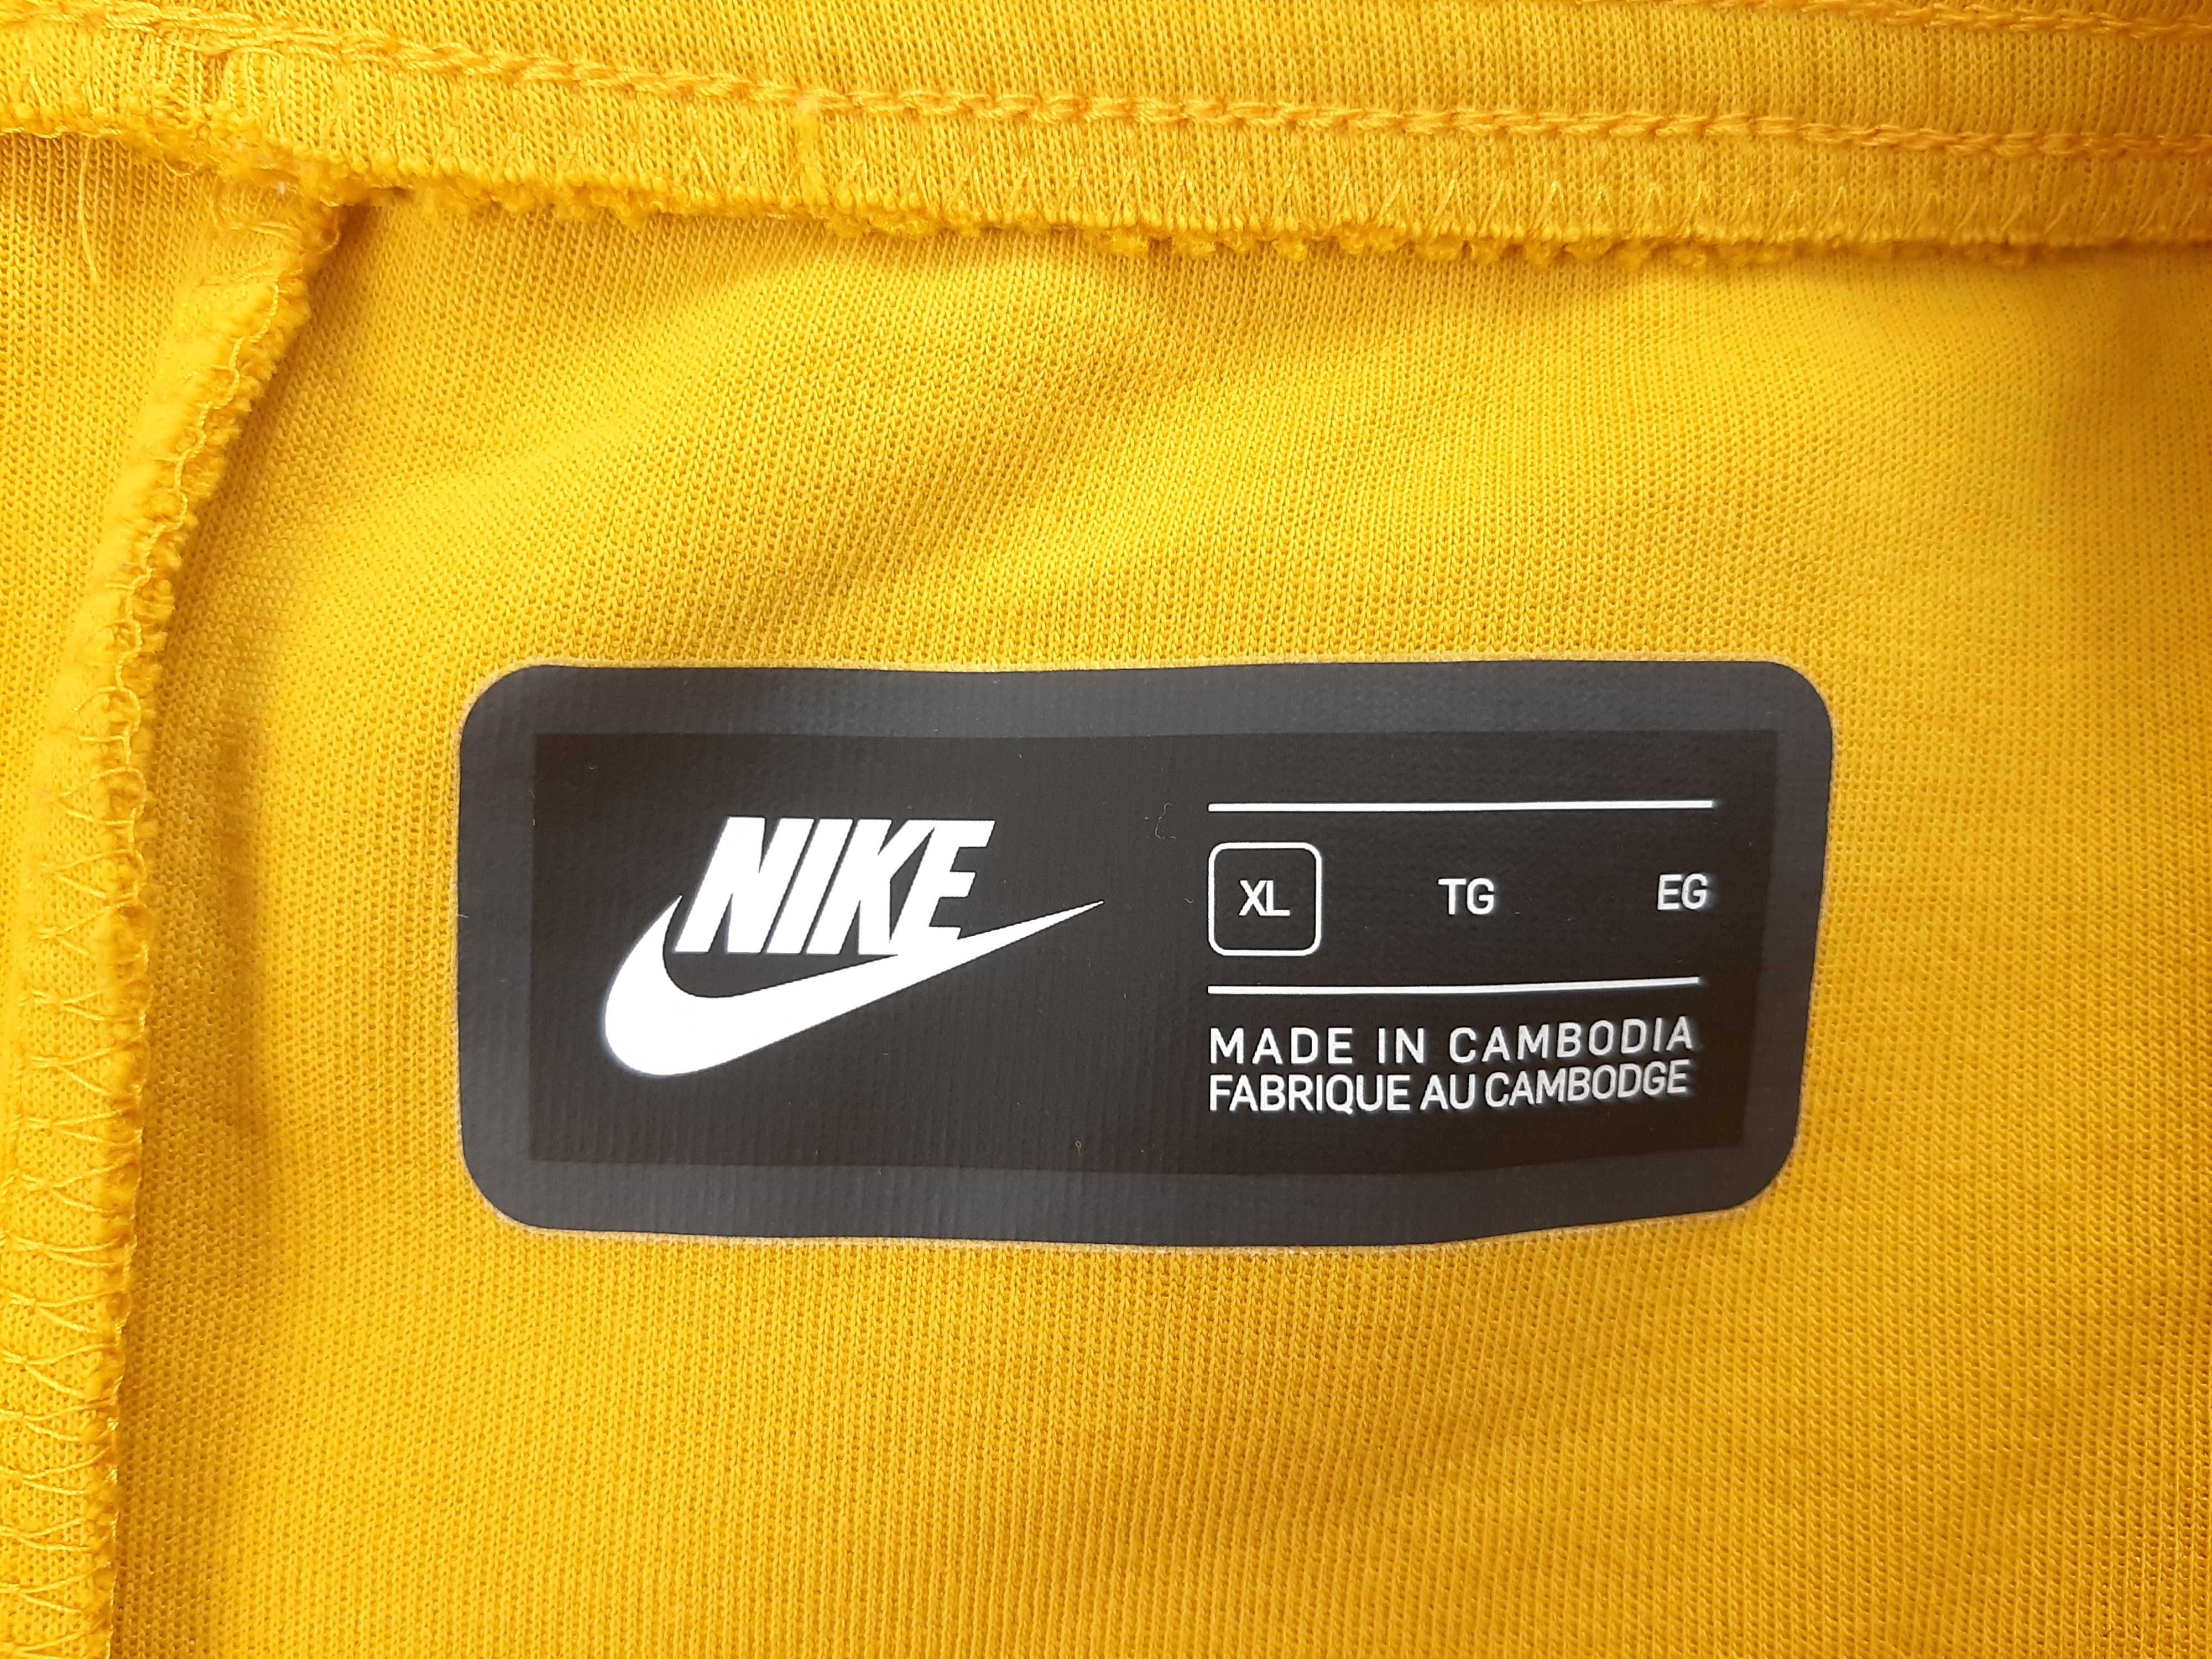 NIKE
XL TG EG
MADE IN CAMBODIA
FABRIQUE AU CAMBODGE